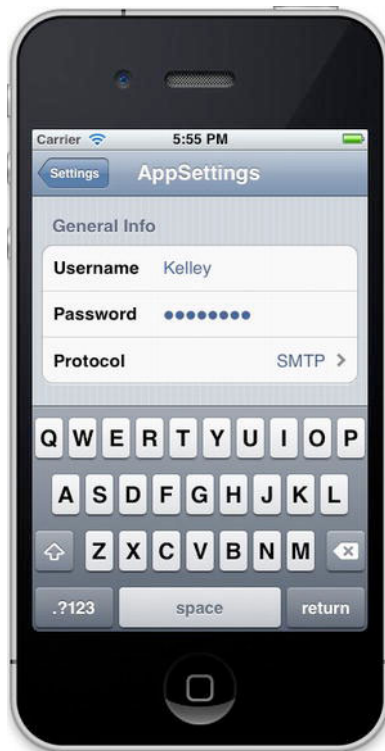 Carrier 5:55 PM
Settings AppSettings
General Info
Username Kelley
Password ●●●●●●●●
Protocol SMTP >
Q W E R T Y U I O P
A S D F G H J K L
Z X C V B N M
.?123 space return